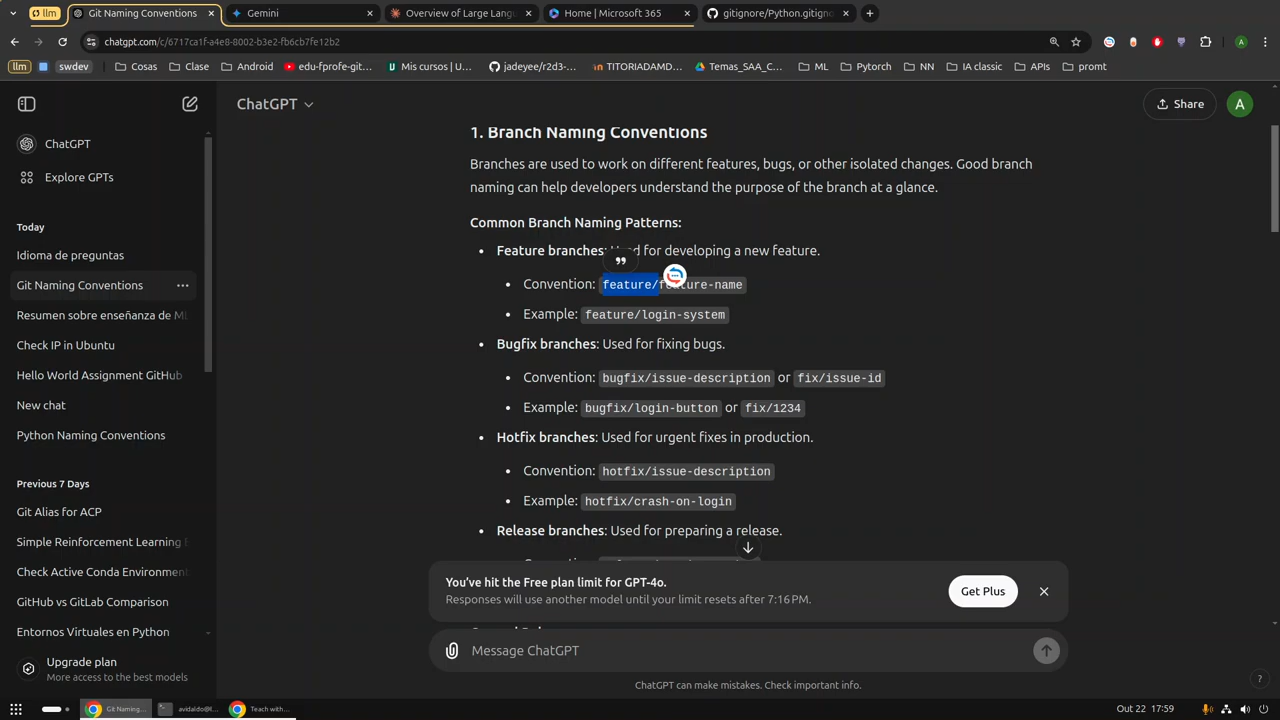 llm
Git Naming Conventions
Gemini
Overview of Large Langu
Home | Microsoft 365
gitignore/Python.gitigno
chatgpt.com/c/6717ca1f-a4e8-8002-b3e2-fb6cb7fe12b2
A
llm
swdev
Cosas
Clase
Android
edu-fprofe-git...
Mis cursos | U...
jadeyee/r2d3-...
TITORIADAMD...
Temas_SAA_C...
ML
Pytorch
NN
IA classic
APIs
promt
ChatGPT
Share
A
ChatGPT
Explore GPTs
Today
Idioma de preguntas
Git Naming Conventions
Resumen sobre enseñanza de Mi
Check IP in Ubuntu
Hello World Assignment GitHub
New chat
Python Naming Conventions
Previous 7 Days
Git Alias for ACP
Simple Reinforcement Learning E
Check Active Conda Environment
GitHub vs GitLab Comparison
Entornos Virtuales en Python
Upgrade plan
More access to the best models
1. Branch Naming Conventions
Branches are used to work on different features, bugs, or other isolated changes. Good branch
naming can help developers understand the purpose of the branch at a glance.
Common Branch Naming Patterns:
Feature branches: for developing a new feature.
Convention: feature/feature-name
Example: feature/login-system
Bugfix branches: Used for fixing bugs.
Convention: bugfix/issue-description or fix/issue-id
Example: bugfix/login-button or fix/1234
Hotfix branches: Used for urgent fixes in production.
Convention: hotfix/issue-description
Example: hotfix/crash-on-login
Release branches: Used for preparing a release.
You've hit the Free plan limit for GPT-4o.
Responses will use another model until your limit resets after 7:16 PM.
Get Plus
Message ChatGPT
ChatGPT can make mistakes. Check important info.
?
Git Naming...
avidaldo@l...
Teach with...
Out 22
17:59